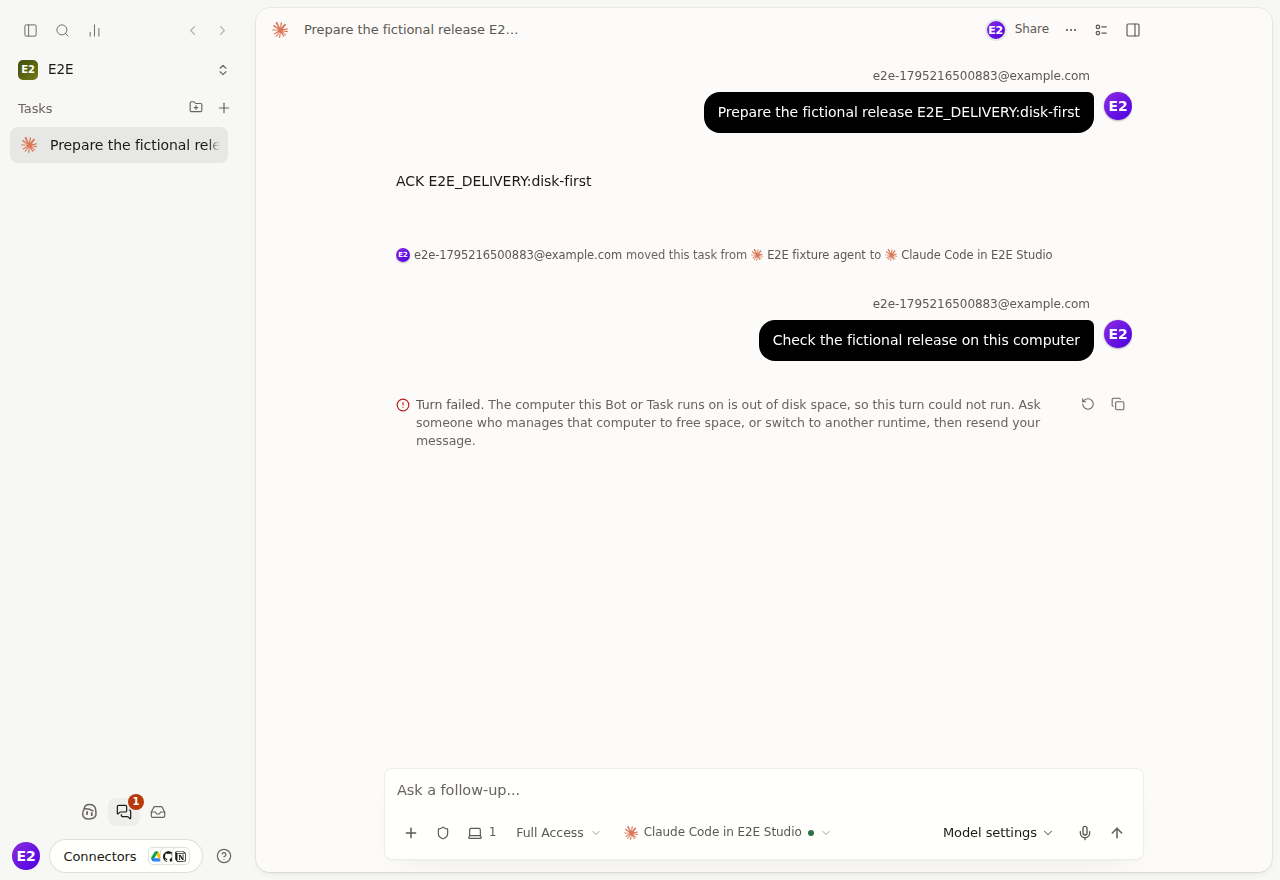 Prepare the fictional release E2...
E2 Share
E2 E2E
Tasks
Prepare the fictional rele
e2e-1795216500883@example.com
Prepare the fictional release E2E_DELIVERY:disk-first
E2
ACK E2E_DELIVERY:disk-first
E2 e2e-1795216500883@example.com moved this task from E2E fixture agent to Claude Code in E2E Studio
e2e-1795216500883@example.com
Check the fictional release on this computer
E2
Turn failed. The computer this Bot or Task runs on is out of disk space, so this turn could not run. Ask
someone who manages that computer to free space, or switch to another runtime, then resend your
message.
Ask a follow-up...
1 Full Access Claude Code in E2E Studio Model settings
1
E2 Connectors